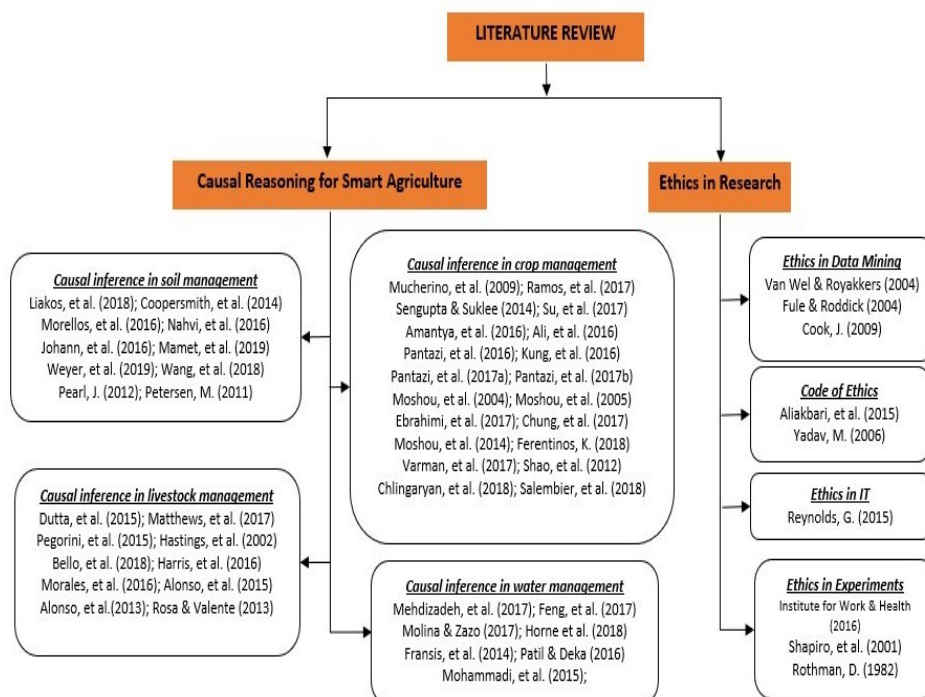 LITERATURE REVIEW
Causal Reasoning for Smart Agriculture
Ethics in Research
Causal inference in soil management
Liakos, et al. (2018); Coopersmith, et al. (2014)
Morellos, et al. (2016); Nahvi, et al. (2016)
Johann, et al. (2016); Mamet, et al. (2019)
Weyer, et al. (2019); Wang, et al. (2018)
Pearl, J. (2012); Petersen, M. (2011)
Causal inference in livestock management
Dutta, et al. (2015); Matthews, et al. (2017)
Pegorini, et al. (2015); Hastings, et al. (2002)
Bello, et al. (2018); Harris, et al. (2016)
Morales, et al. (2016); Alonso, et al. (2015)
Alonso, et al.(2013); Rosa & Valente (2013)
Causal inference in crop management
Mucherino, et al. (2009); Ramos, et al. (2017)
Sengupta & Suklee (2014); Su, et al. (2017)
Amantya, et al. (2016); Ali, et al. (2016)
Pantazi, et al. (2016); Kung, et al. (2016)
Pantazi, et al. (2017a); Pantazi, et al. (2017b)
Moshou, et al. (2004); Moshou, et al. (2005)
Ebrahimi, et al. (2017); Chung, et al. (2017)
Moshou, et al. (2014); Ferentinos, K. (2018)
Varman, et al. (2017); Shao, et al. (2012)
Chlingaryan, et al. (2018); Salembier, et al. (2018)
Causal inference in water management
Mehdizadeh, et al. (2017); Feng, et al. (2017)
Molina & Zazo (2017); Horne et al. (2018)
Fransis, et al. (2014); Patil & Deka (2016)
Mohammadi, et al. (2015);
Ethics in Data Mining
Van Wel & Royakkers (2004)
Fule & Roddick (2004)
Cook, J. (2009)
Code of Ethics
Aliakbari, et al. (2015)
Yadav, M. (2006)
Ethics in IT
Reynolds, G. (2015)
Ethics in Experiments
Institute for Work & Health
(2016)
Shapiro, et al. (2001)
Rothman, D. (1982)